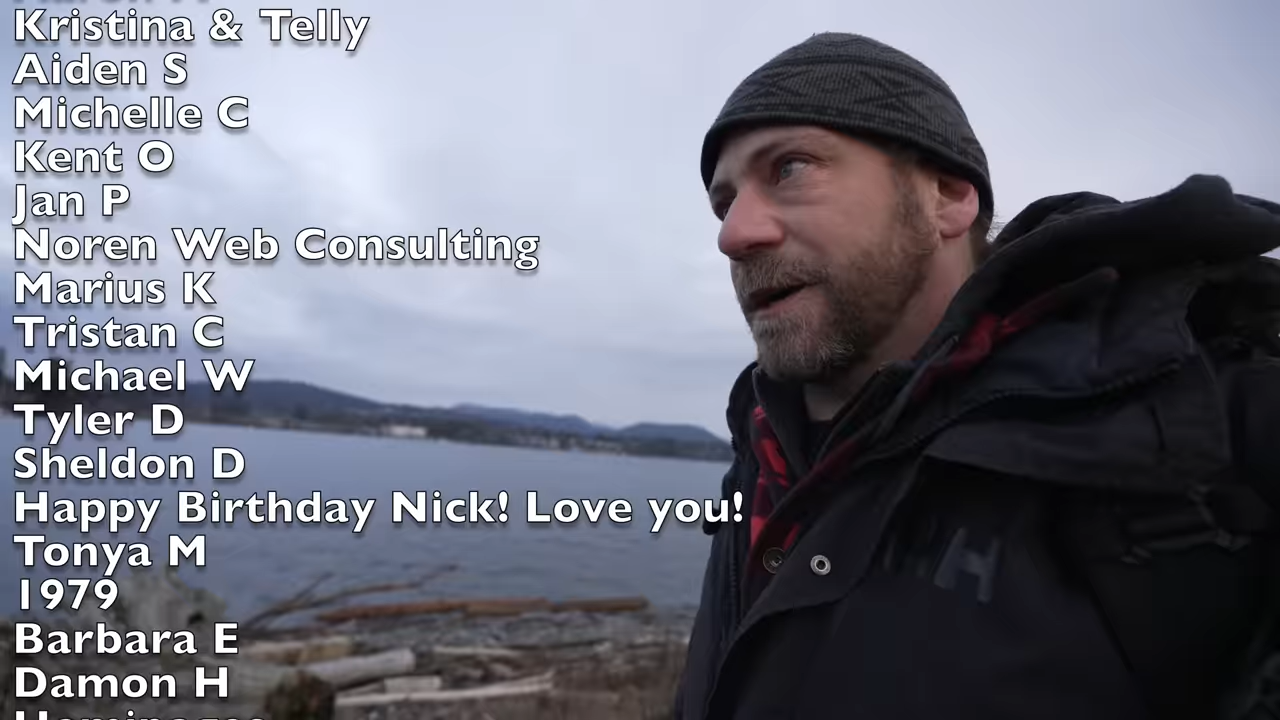 Kristina & Telly
Aiden S
Michelle C
Kent O
Jan P
Noren Web Consulting
Marius K
Tristan C
Michael W
Tyler D
Sheldon D
Happy Birthday Nick! Love you!
Tonya M
1979
Barbara E
Damon H